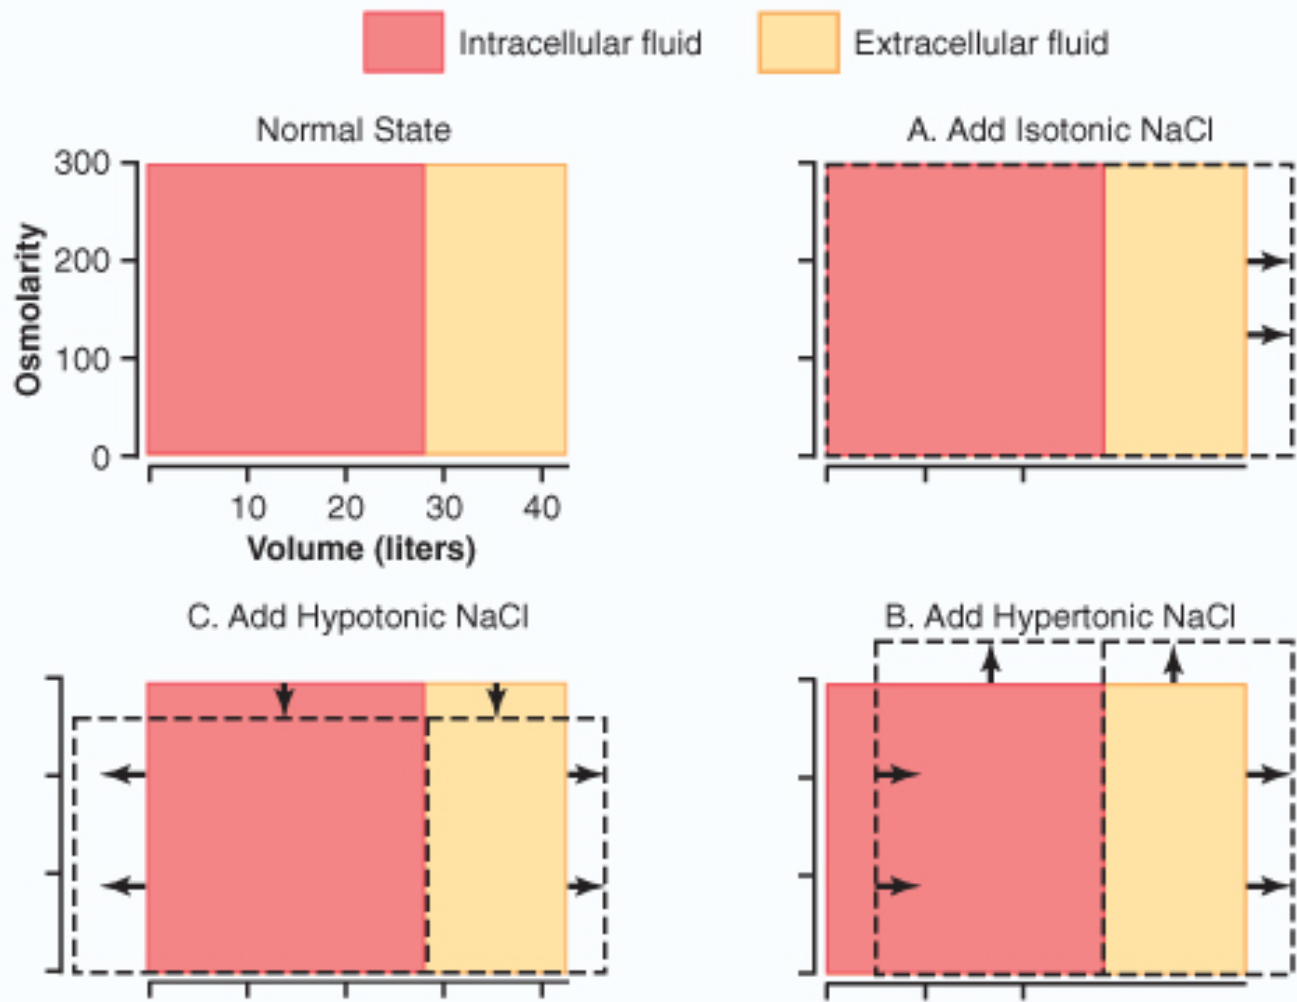 Intracellular fluid
Extracellular fluid
Normal State
300
200
100
0
Osmolarity
10 20 30 40
Volume (liters)
A. Add Isotonic NaCl
C. Add Hypotonic NaCl
B. Add Hypertonic NaCl